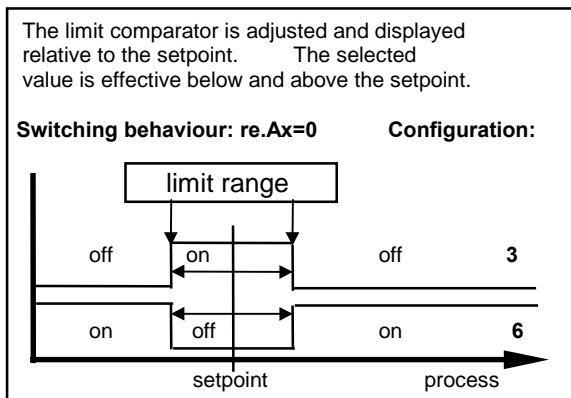 The limit comparator is adjusted and displayed
relative to the setpoint. The selected
value is effective below and above the setpoint.
Switching behaviour: re.Ax=0 Configuration:
limit range
off on off 3
on off on 6
setpoint process